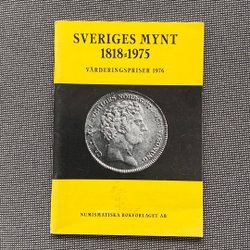 SVERIGES MYNT
1818-1975
VÄRDERINGSPRISER 1976
NUMISMATISKA BOKFÖRLAGET AB